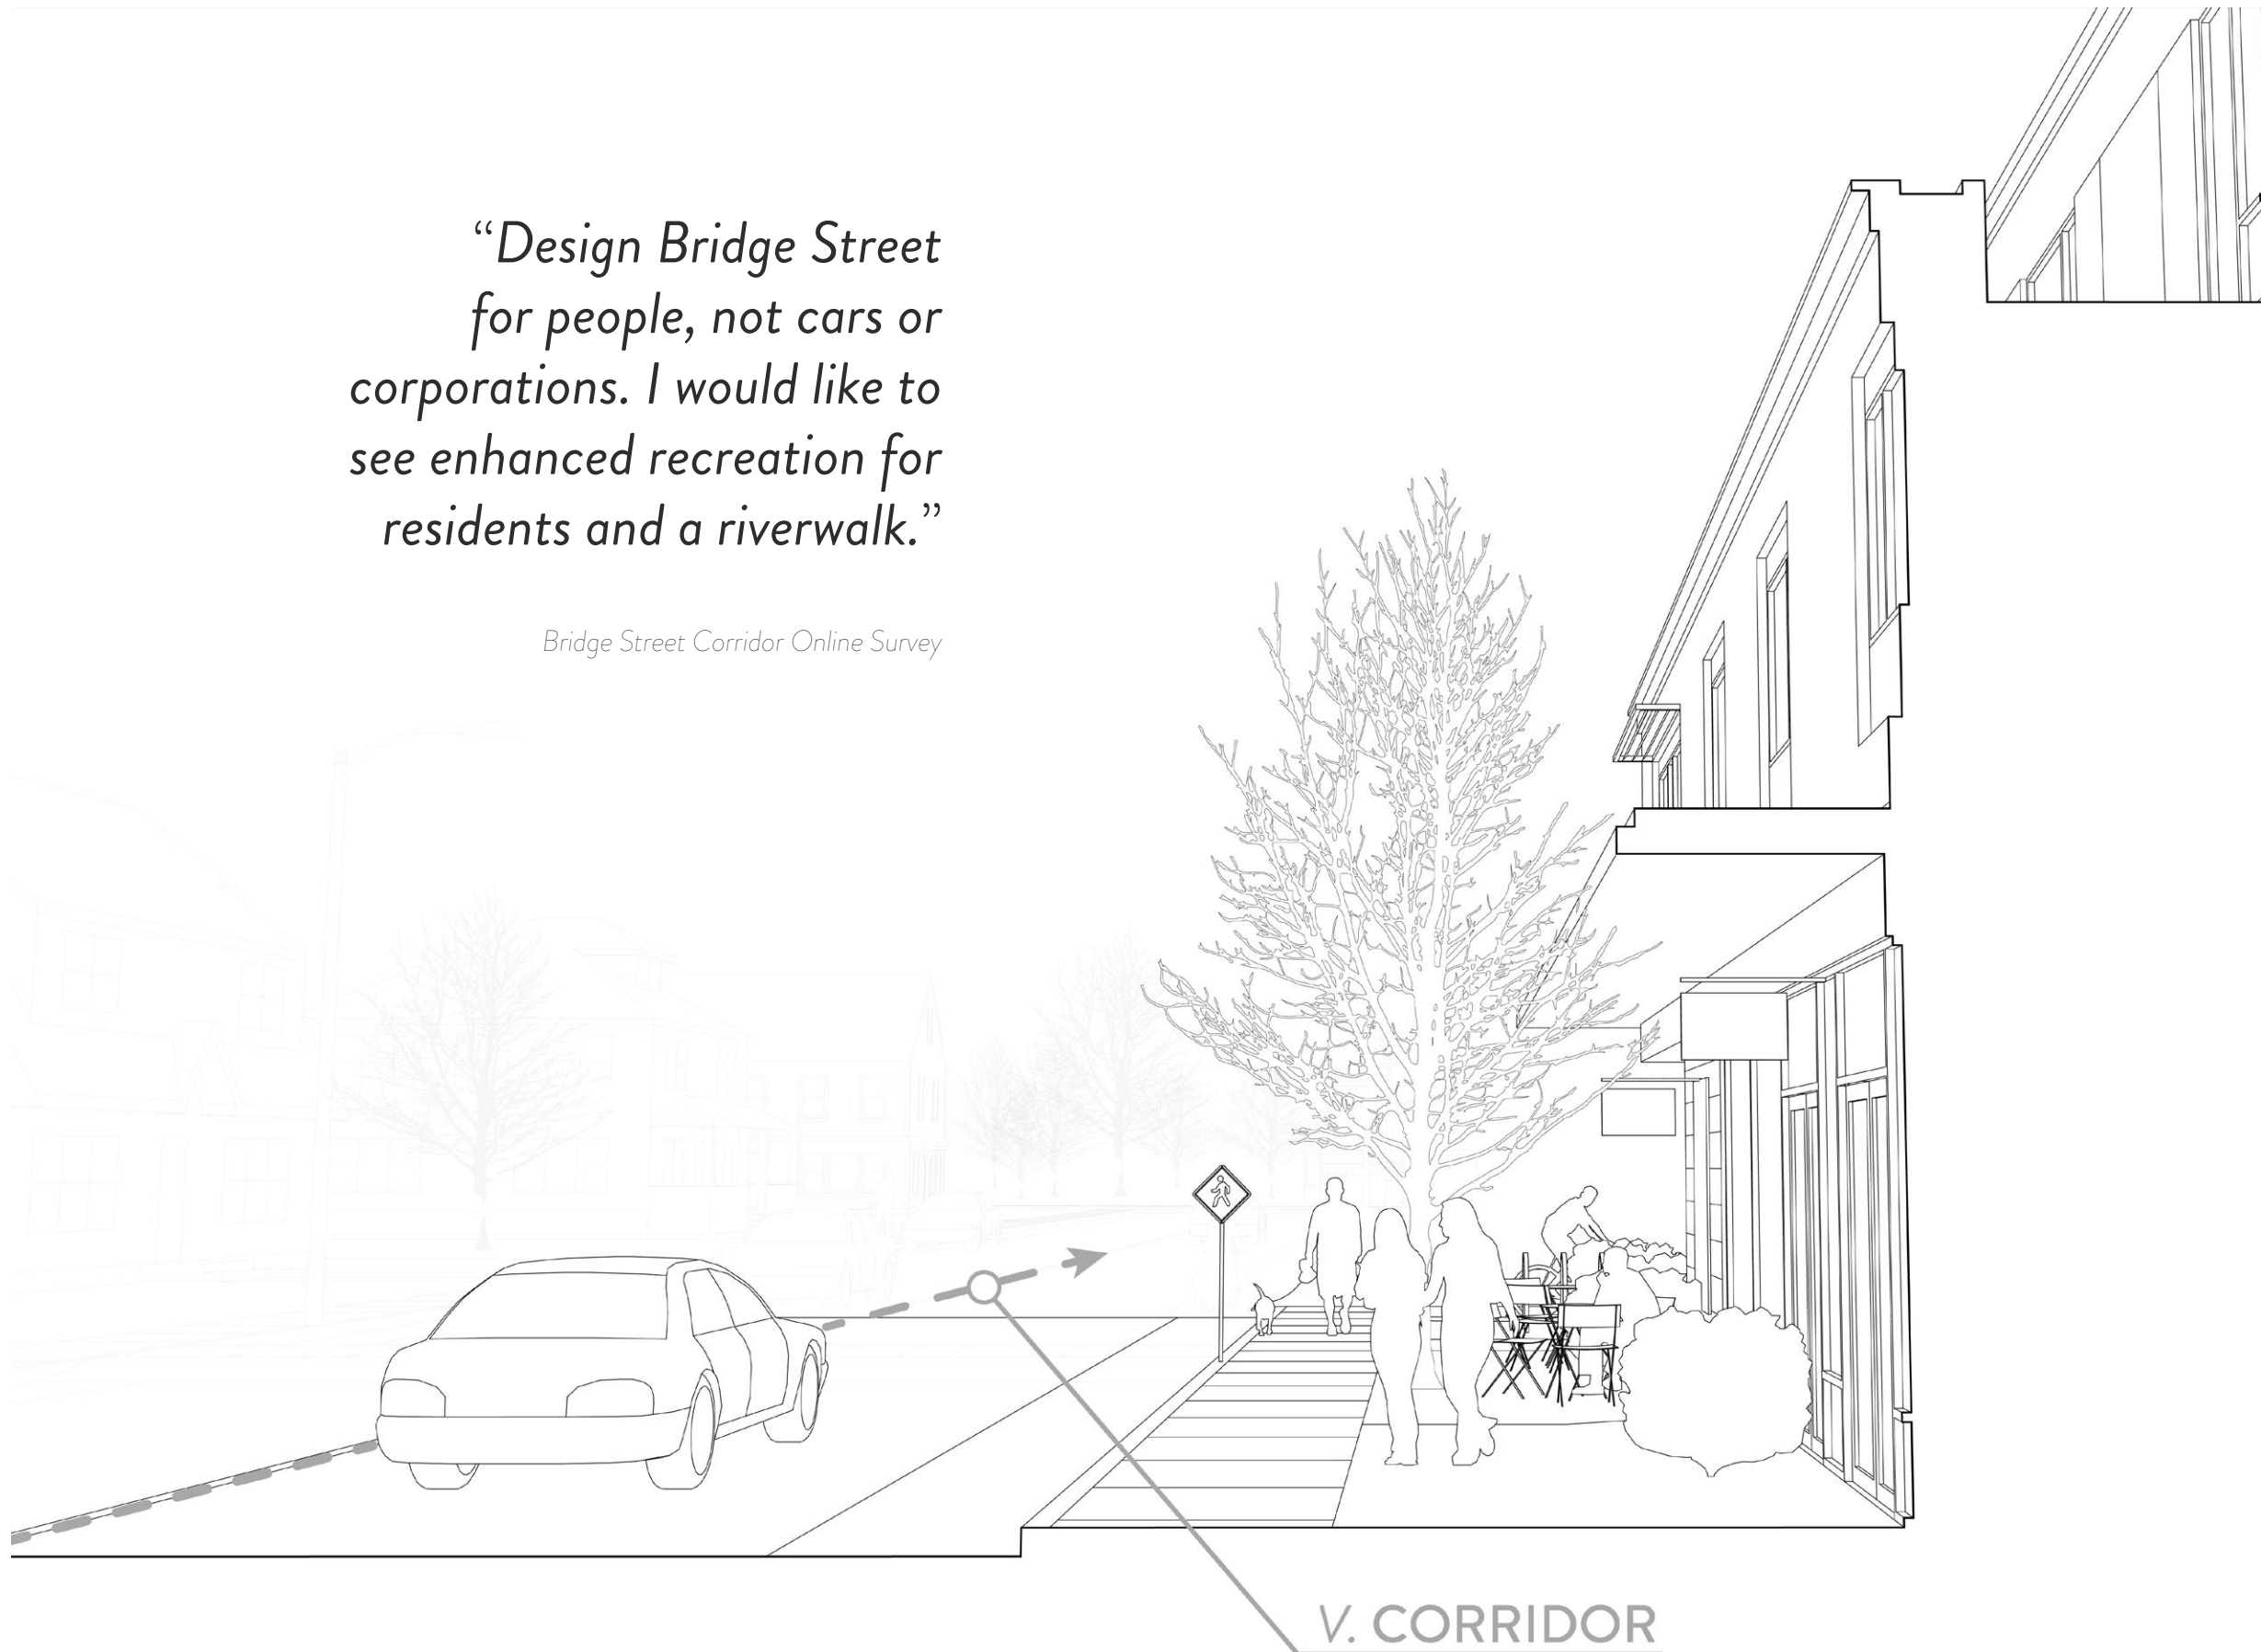 “Design Bridge Street
for people, not cars or
corporations. I would like to
see enhanced recreation for
residents and a riverwalk.”
Bridge Street Corridor Online Survey
V. CORRIDOR